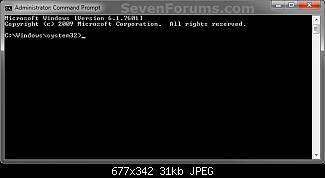 Administrator: Command Prompt
SevenForums.com
Microsoft Windows [Version 6.1.7601]
Copyright (c) 2009 Microsoft Corporation. All rights reserved.
C:\Windows\system32>_
677x342 31kb JPEG